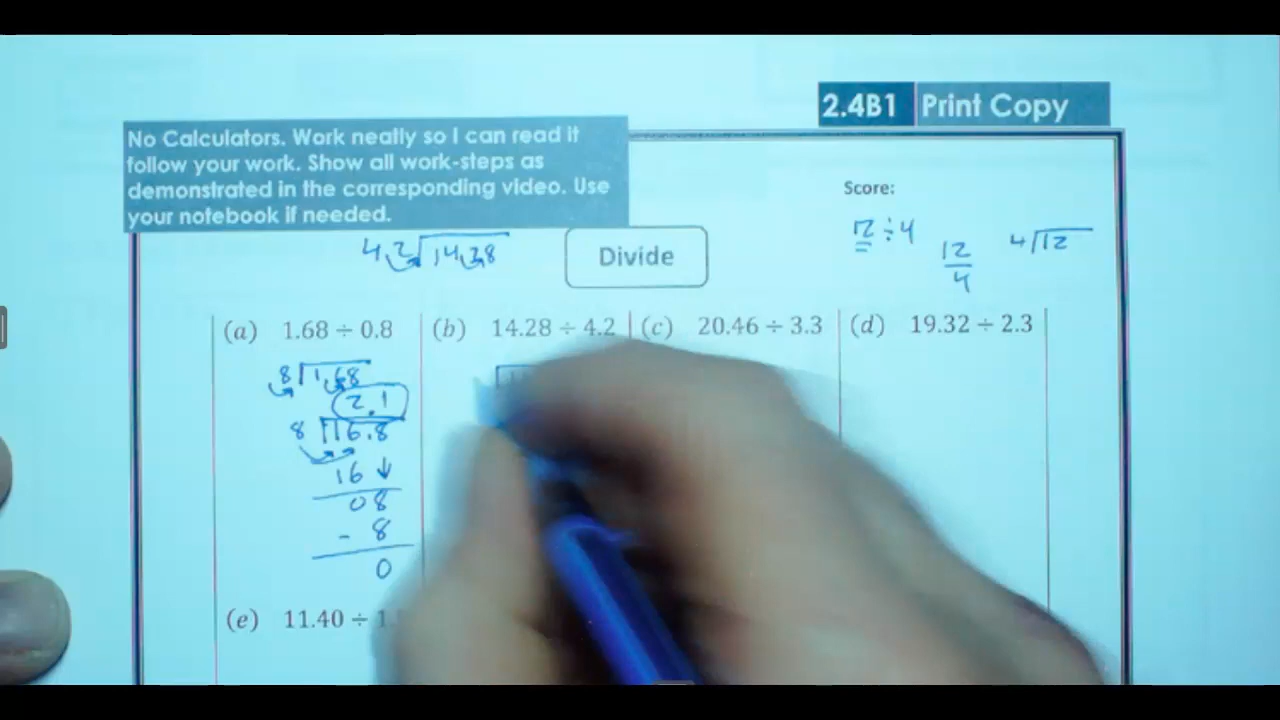 2.4B1 Print Copy
No Calculators. Work neatly so I can read it
follow your work. Show all work-steps as
demonstrated in the corresponding video. Use
your notebook if needed.
Score:
12 ÷ 4
12
4
4 12
4.2 14.28
Divide
(a) 1.68 ÷ 0.8
8 1.68
2.1
8 16.8
16
08
- 8
0
(b) 14.28 ÷ 4.2
(c) 20.46 ÷ 3.3
(d) 19.32 ÷ 2.3
(e) 11.40 ÷ 1